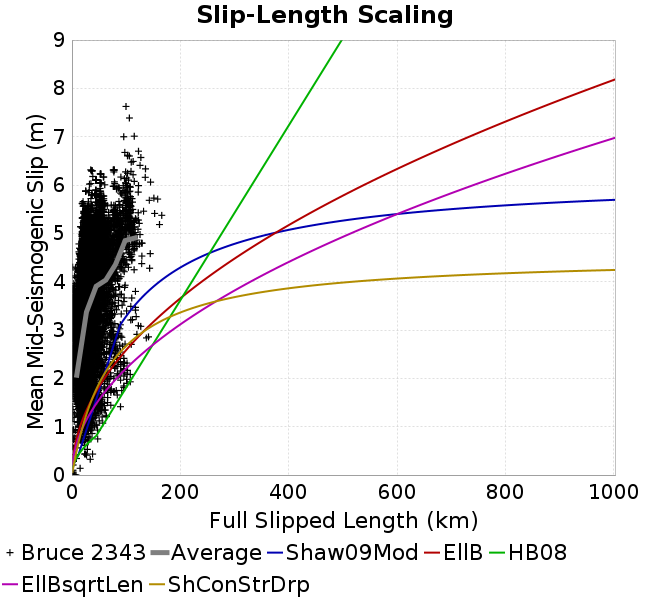 Slip-Length Scaling
Mean Mid-Seismogenic Slip (m)
9
8
7
6
5
4
3
2
1
0
0 200 400 600 800 1000
Full Slipped Length (km)
Bruce 2343 Average Shaw09Mod EllB HB08
EllBsqrtLen ShConStrDrp